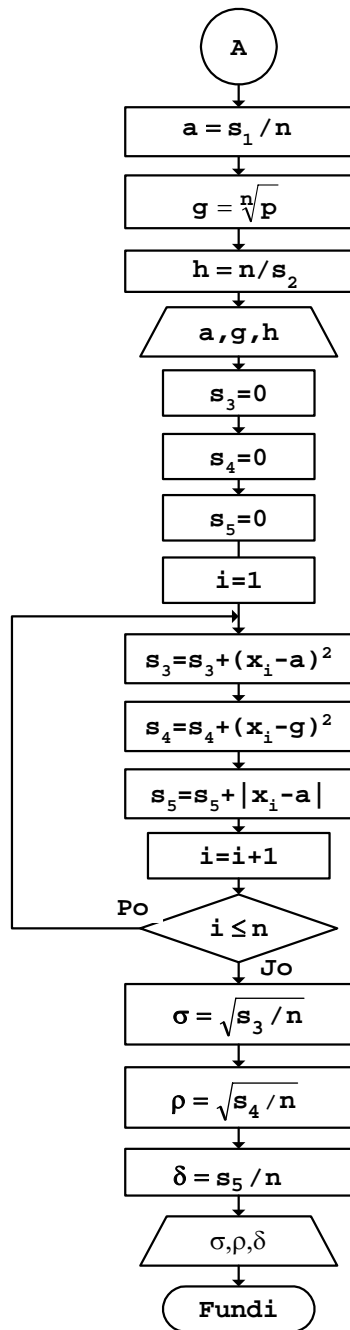 A
a = s₁ / n
g = ⁿ√p
h = n/s₂
a,g,h
s₃=0
s₄=0
s₅=0
i=1
s₃=s₃+(xᵢ-a)²
s₄=s₄+(xᵢ-g)²
s₅=s₅+|xᵢ-a|
i=i+1
Po
i ≤ n
Jo
σ = √s₃ / n
ρ = √s₄ / n
δ = s₅ / n
σ,ρ,δ
Fundi